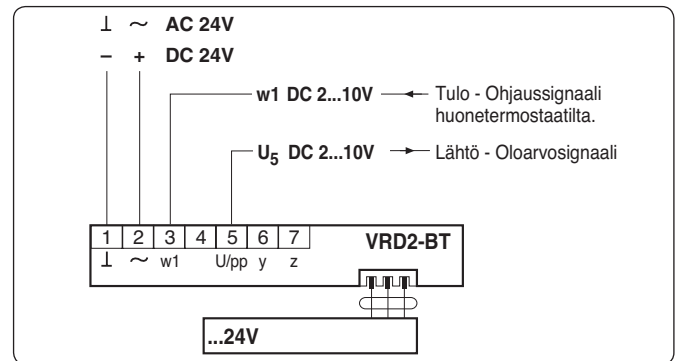 ⊥ ~ AC 24V
– + DC 24V
w1 DC 2...10V Tulo - Ohjaussignaali
huonetermostaatilta.
U5 DC 2...10V Lähtö - Oloarvosignaali
1 2 3 4 5 6 7 VRD2-BT
⊥ ~ w1 U/pp y z
...24V